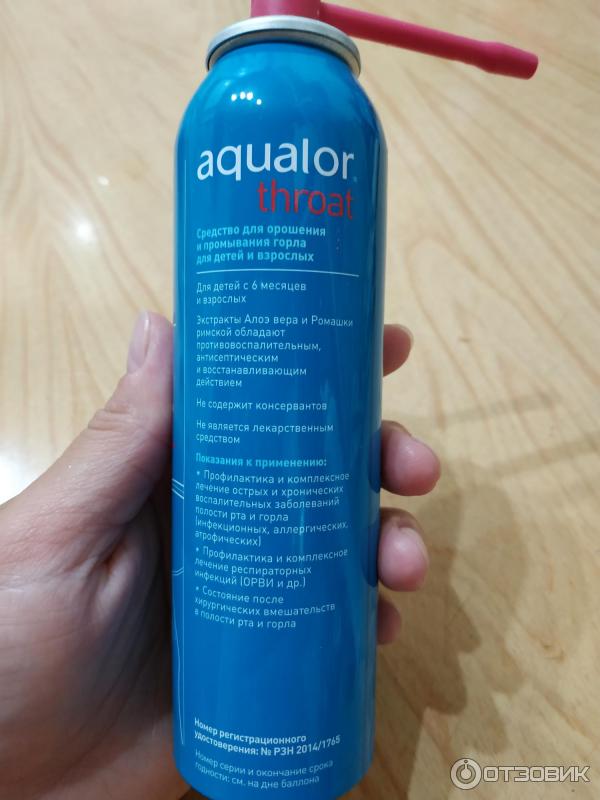 aqualor
throat
Средство для орошения
и промывания горла
для детей и взрослых
Для детей с 6 месяцев
и взрослых
Экстракты Алоэ вера и Ромашки
римской обладают
противовоспалительным,
антисептическим
и восстанавливающим
действием
Не содержит консервантов
Не является лекарственным
средством
Показания к применению:
* Профилактика и комплексное
лечение острых и хронических
воспалительных заболеваний
полости рта и горла
(инфекционных, аллергических,
атрофических)
* Профилактика и комплексное
лечение респираторных
инфекций (ОРВИ и др.)
* Состояние после
хирургических вмешательств
в полости рта и горла
Номер регистрационного
удостоверения: № РЗН 2014/1765
Номер серии и окончание срока
годности: см. на дне баллона
ОТЗОВИК